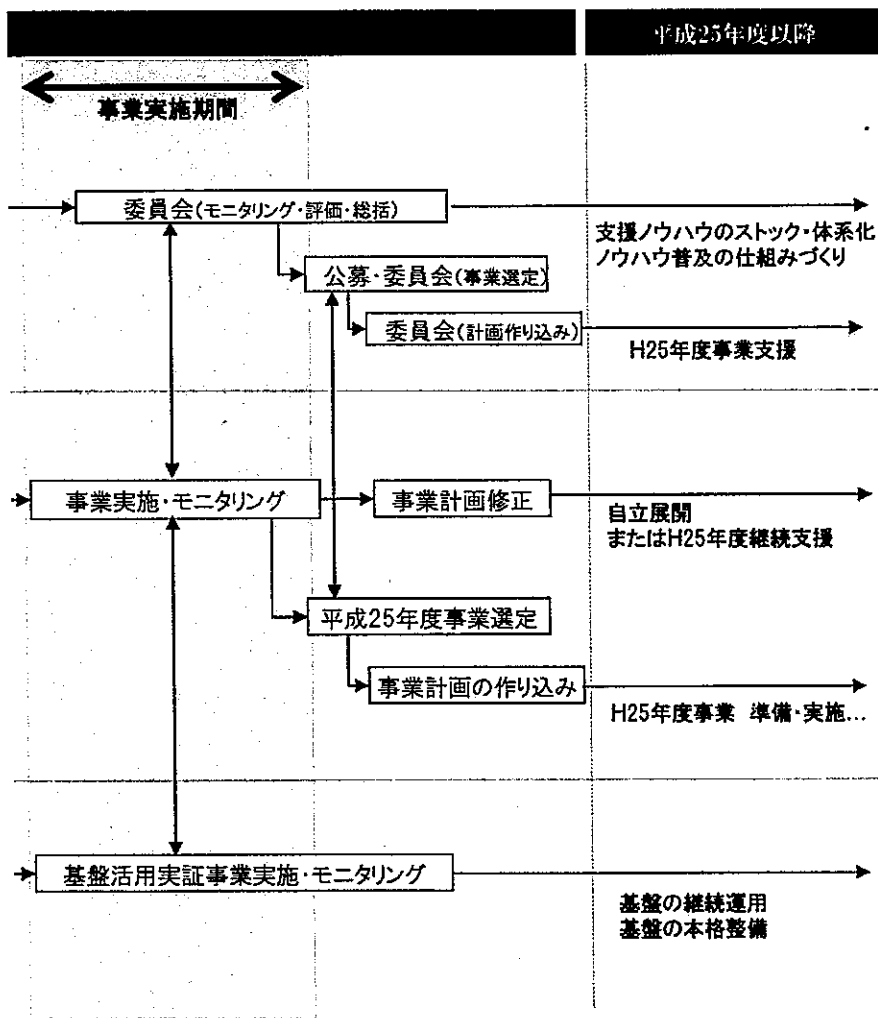 平成25年度以降
事業実施期間
委員会(モニタリング・評価・総括)
支援ノウハウのストック・体系化
ノウハウ普及の仕組みづくり
公募・委員会(事業選定)
委員会(計画作り込み)
H25年度事業支援
事業実施・モニタリング
事業計画修正
自立展開
またはH25年度継続支援
平成25年度事業選定
事業計画の作り込み
H25年度事業 準備・実施...
基盤活用実証事業実施・モニタリング
基盤の継続運用
基盤の本格整備